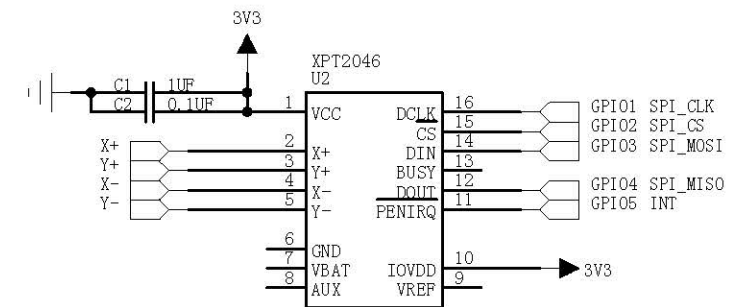 3V3
XPT2046
U2
C1 1UF
C2 0.1UF
1 VCC
DCLK 16 GPIO1 SPI_CLK
CS 15 GPIO2 SPI_CS
X+ 2 X+
DIN 14 GPIO3 SPI_MOSI
Y+ 3 Y+
BUSY 13
X- 4 X-
DOUT 12 GPIO4 SPI_MISO
Y- 5 Y-
PENIRQ 11 GPIO5 INT
6 GND
7 VBAT
IOVDD 10 3V3
8 AUX
VREF 9